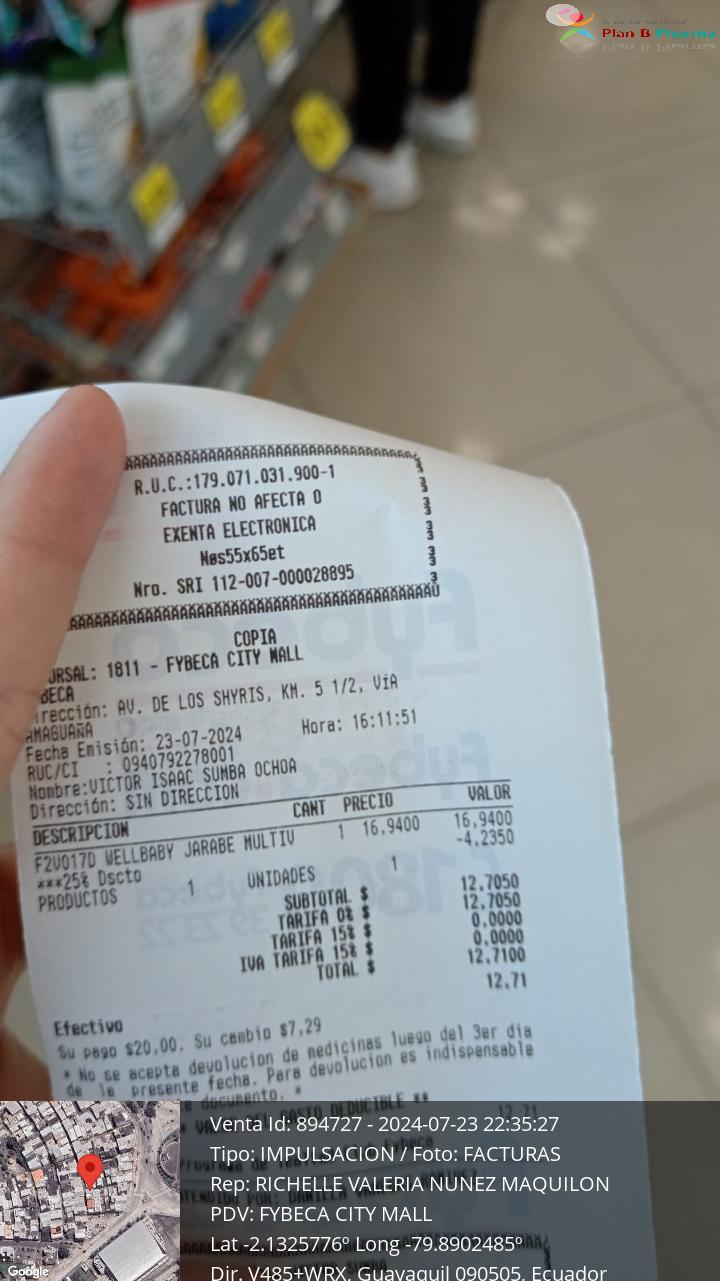 Plan B Pharma
R.U.C.:179.071.031.900-1
FACTURA NO AFECTA O
EXENTA ELECTRONICA
Nøs55x65et
Nro. SRI 112-007-000028895
COPIA
URSAL: 1811 - FYBECA CITY MALL
BECA
irección: AV. DE LOS SHYRIS, KM. 5 1/2, VíA
AMAGUAÑA
Fecha Emisión: 23-07-2024 Hora: 16:11:51
RUC/CI : 0940792278001
Nombre:VICTOR ISAAC SUMBA OCHOA
Dirección: SIN DIRECCION
DESCRIPCION CANT PRECIO VALOR
F2V017D WELLBABY JARABE MULTIV 1 16,9400 16,9400
***25% Dscto -4,2350
PRODUCTOS 1 UNIDADES 1
SUBTOTAL $ 12,7050
TARIFA 0% $ 12,7050
TARIFA 15% $ 0,0000
IVA TARIFA 15% $ 0,0000
TOTAL $ 12,7100
12,71
Efectivo
Su pago $20,00. Su cambio $7,29
* No se acepta devolucion de medicinas luego del 3er dia
de la presente fecha. Para devolucion es indispensable
documento. *
Venta Id: 894727 - 2024-07-23 22:35:27
Tipo: IMPULSACION / Foto: FACTURAS
Rep: RICHELLE VALERIA NUNEZ MAQUILON
PDV: FYBECA CITY MALL
Lat -2.1325776º Long -79.8902485º
Dir. V485+WRX, Guayaquil 090505, Ecuador
Google